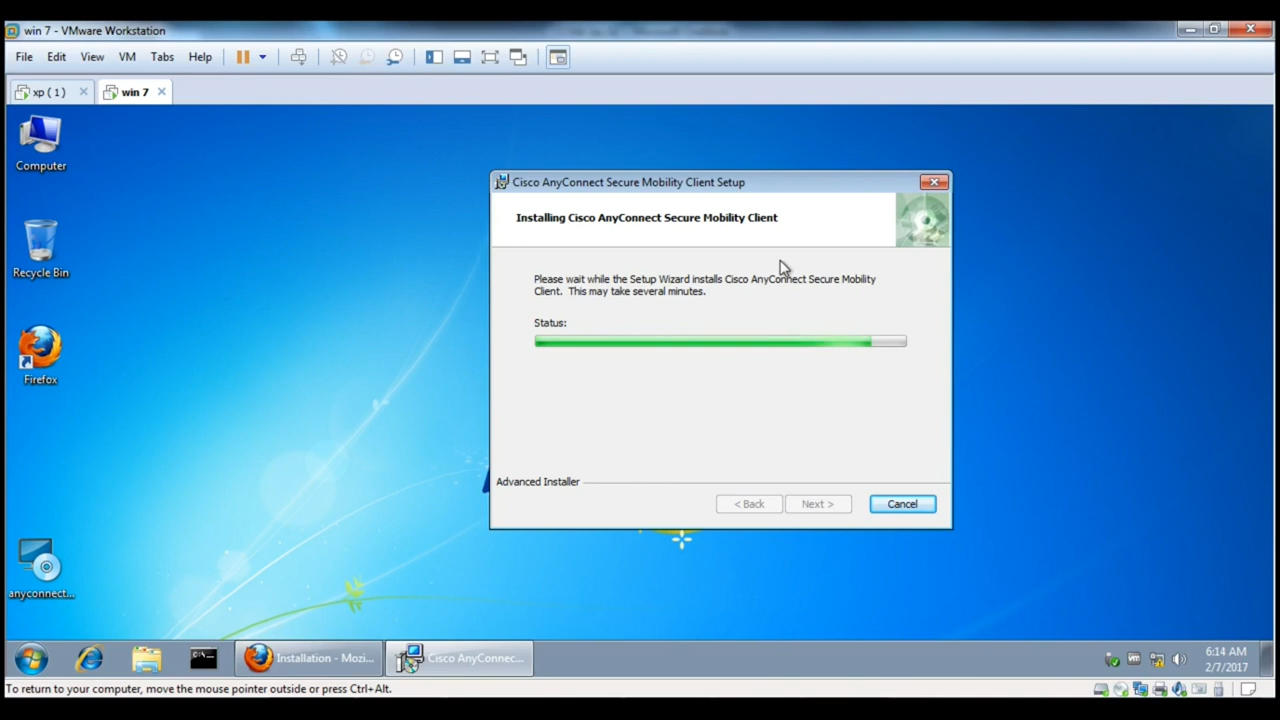 win 7 - VMware Workstation
File Edit View VM Tabs Help
xp ( 1 )
win 7
Computer
Recycle Bin
Firefox
anyconnect...
Cisco AnyConnect Secure Mobility Client Setup
Installing Cisco AnyConnect Secure Mobility Client
Please wait while the Setup Wizard installs Cisco AnyConnect Secure Mobility
Client. This may take several minutes.
Status:
Advanced Installer
< Back
Next >
Cancel
Installation - Mozi...
Cisco AnyConnec...
6:14 AM
2/7/2017
To return to your computer, move the mouse pointer outside or press Ctrl+Alt.